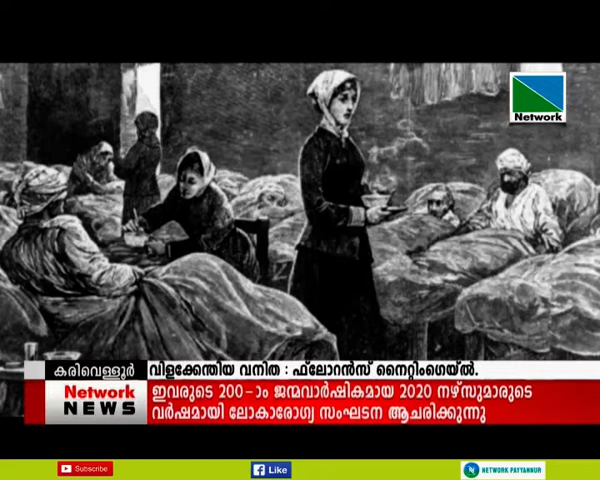 Network
കരിവെള്ളൂർ
വിളക്കേന്തിയ വനിത : ഫ്ലോറൻസ് നൈറ്റിംഗെയ്ൽ.
Network
NEWS
ഇവരുടെ 200-ാം ജന്മവാർഷികമായ 2020 നഴ്സുമാരുടെ
വർഷമായി ലോകാരോഗ്യ സംഘടന ആചരിക്കുന്നു
Subscribe
Like
NETWORK PAYYANNUR